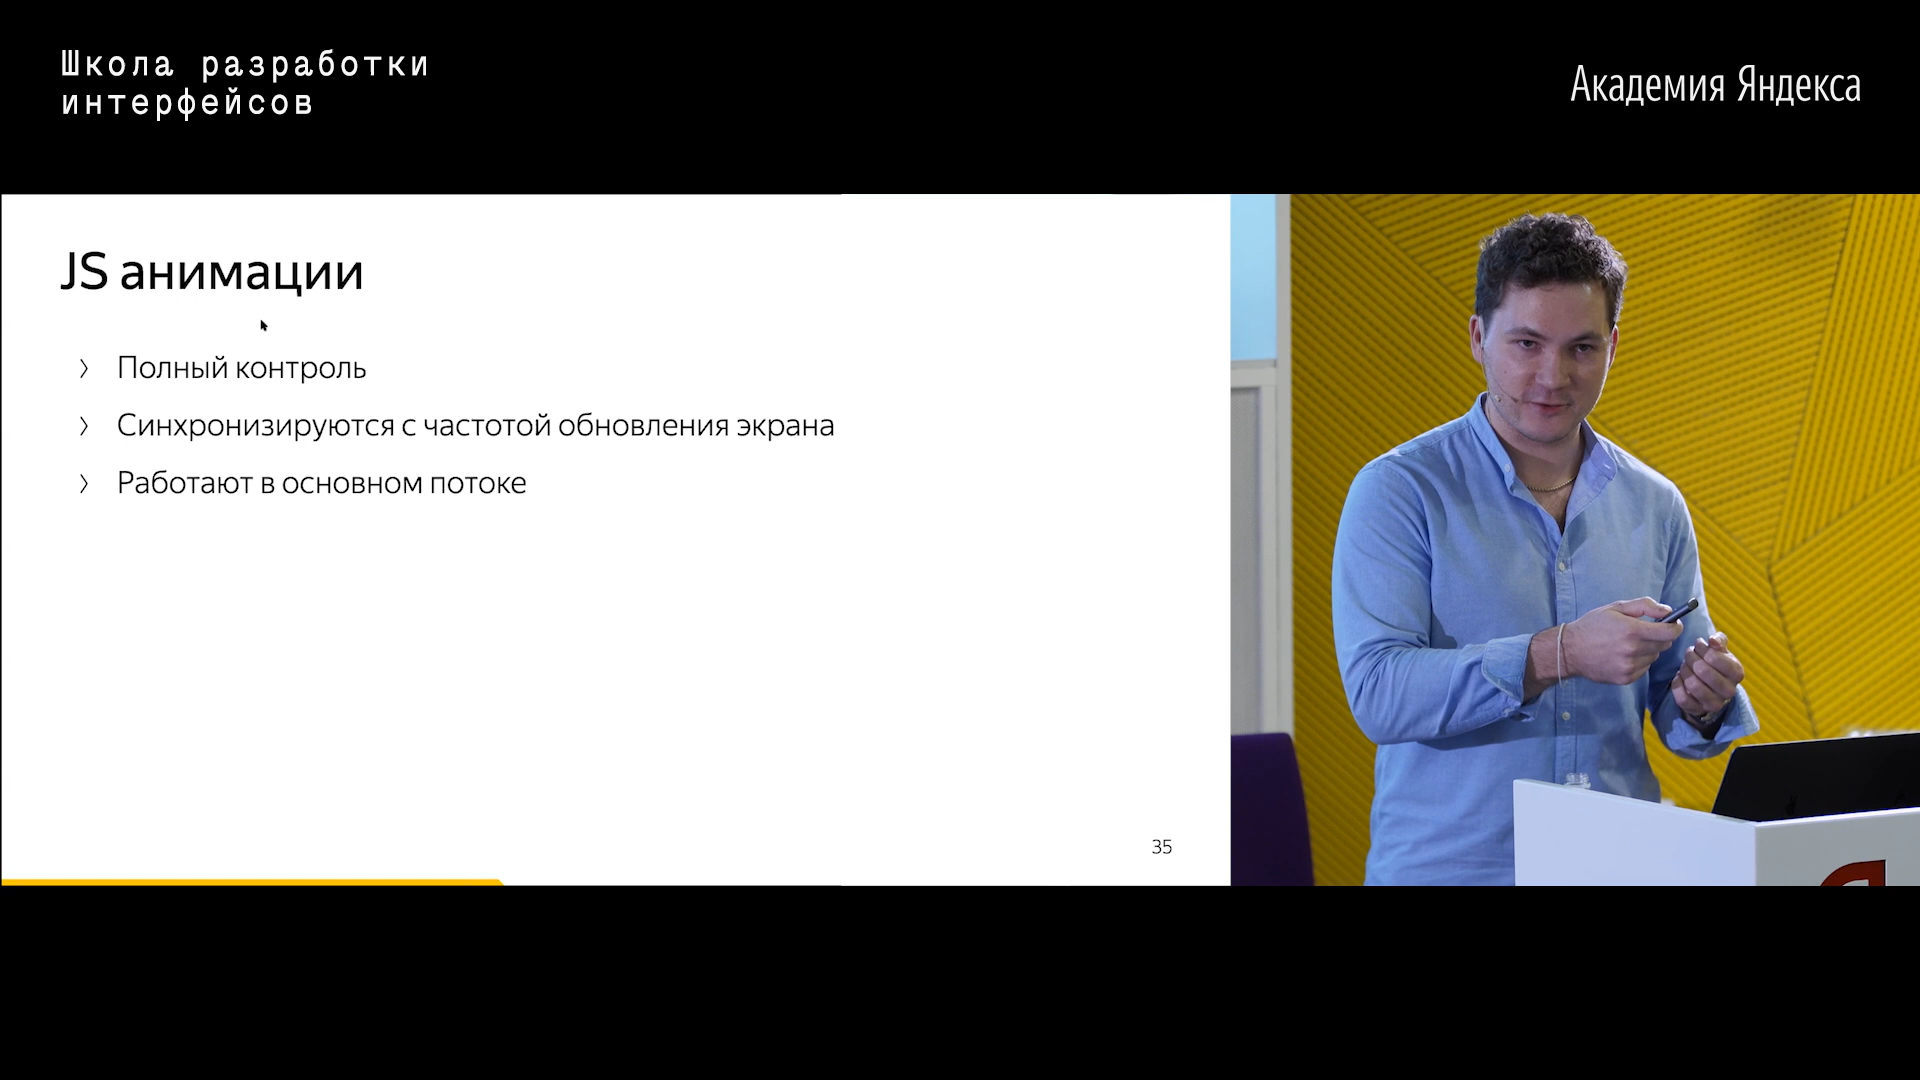 Школа разработки
интерфейсов
Академия Яндекса
JS анимации
Полный контроль
Синхронизируются с частотой обновления экрана
Работают в основном потоке
35